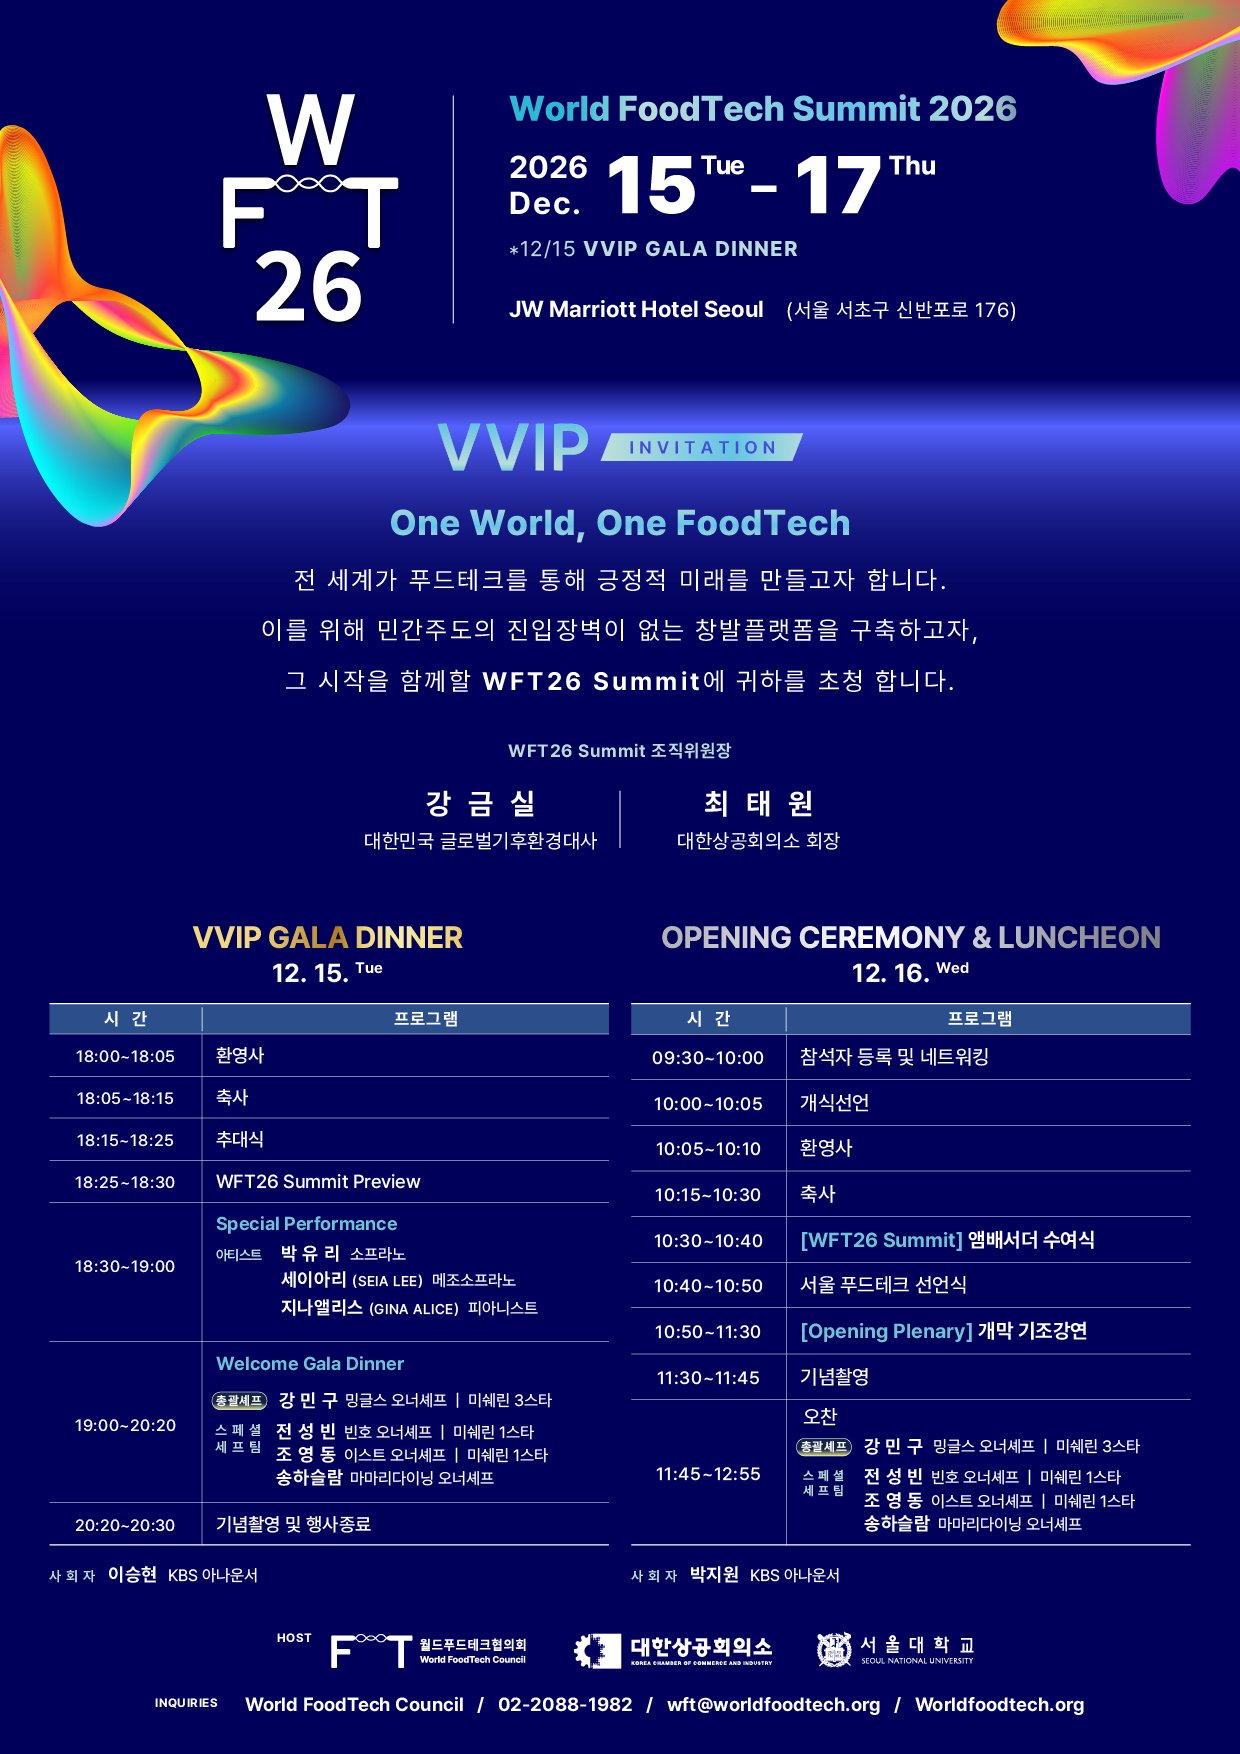 W
FT
26
World FoodTech Summit 2026
2026 Dec. 15 Tue – 17 Thu
*12/15 VVIP GALA DINNER
JW Marriott Hotel Seoul (서울 서초구 신반포로 176)
VVIP INVITATION
One World, One FoodTech
전 세계가 푸드테크를 통해 긍정적 미래를 만들고자 합니다.
이를 위해 민간주도의 진입장벽이 없는 창발플랫폼을 구축하고자,
그 시작을 함께할 WFT26 Summit에 귀하를 초청 합니다.
WFT26 Summit 조직위원장
강 금 실
대한민국 글로벌기후환경대사
최 태 원
대한상공회의소 회장
VVIP GALA DINNER
12. 15. Tue
시 간 프로그램
18:00~18:05 환영사
18:05~18:15 축사
18:15~18:25 추대식
18:25~18:30 WFT26 Summit Preview
18:30~19:00 Special Performance
아티스트 박 유 리 소프라노
세이아리 (SEIA LEE) 메조소프라노
지나앨리스 (GINA ALICE) 피아니스트
19:00~20:20 Welcome Gala Dinner
총괄셰프 강 민 구 밍글스 오너셰프 | 미쉐린 3스타
스페셜 셰프팀 전 성 빈 빈호 오너셰프 | 미쉐린 1스타
조 영 동 이스트 오너셰프 | 미쉐린 1스타
송하슬람 마마리다이닝 오너셰프
20:20~20:30 기념촬영 및 행사종료
사 회 자 이승현 KBS 아나운서
OPENING CEREMONY & LUNCHEON
12. 16. Wed
시 간 프로그램
09:30~10:00 참석자 등록 및 네트워킹
10:00~10:05 개식선언
10:05~10:10 환영사
10:15~10:30 축사
10:30~10:40 [WFT26 Summit] 앰배서더 수여식
10:40~10:50 서울 푸드테크 선언식
10:50~11:30 [Opening Plenary] 개막 기조강연
11:30~11:45 기념촬영
11:45~12:55 오찬
총괄셰프 강 민 구 밍글스 오너셰프 | 미쉐린 3스타
스페셜 셰프팀 전 성 빈 빈호 오너셰프 | 미쉐린 1스타
조 영 동 이스트 오너셰프 | 미쉐린 1스타
송하슬람 마마리다이닝 오너셰프
사 회 자 박지원 KBS 아나운서
HOST
FT 월드푸드테크협의회
World FoodTech Council
대한상공회의소
KOREA CHAMBER OF COMMERCE AND INDUSTRY
서울대학교
SEOUL NATIONAL UNIVERSITY
INQUIRIES World FoodTech Council / 02-2088-1982 / wft@worldfoodtech.org / Worldfoodtech.org